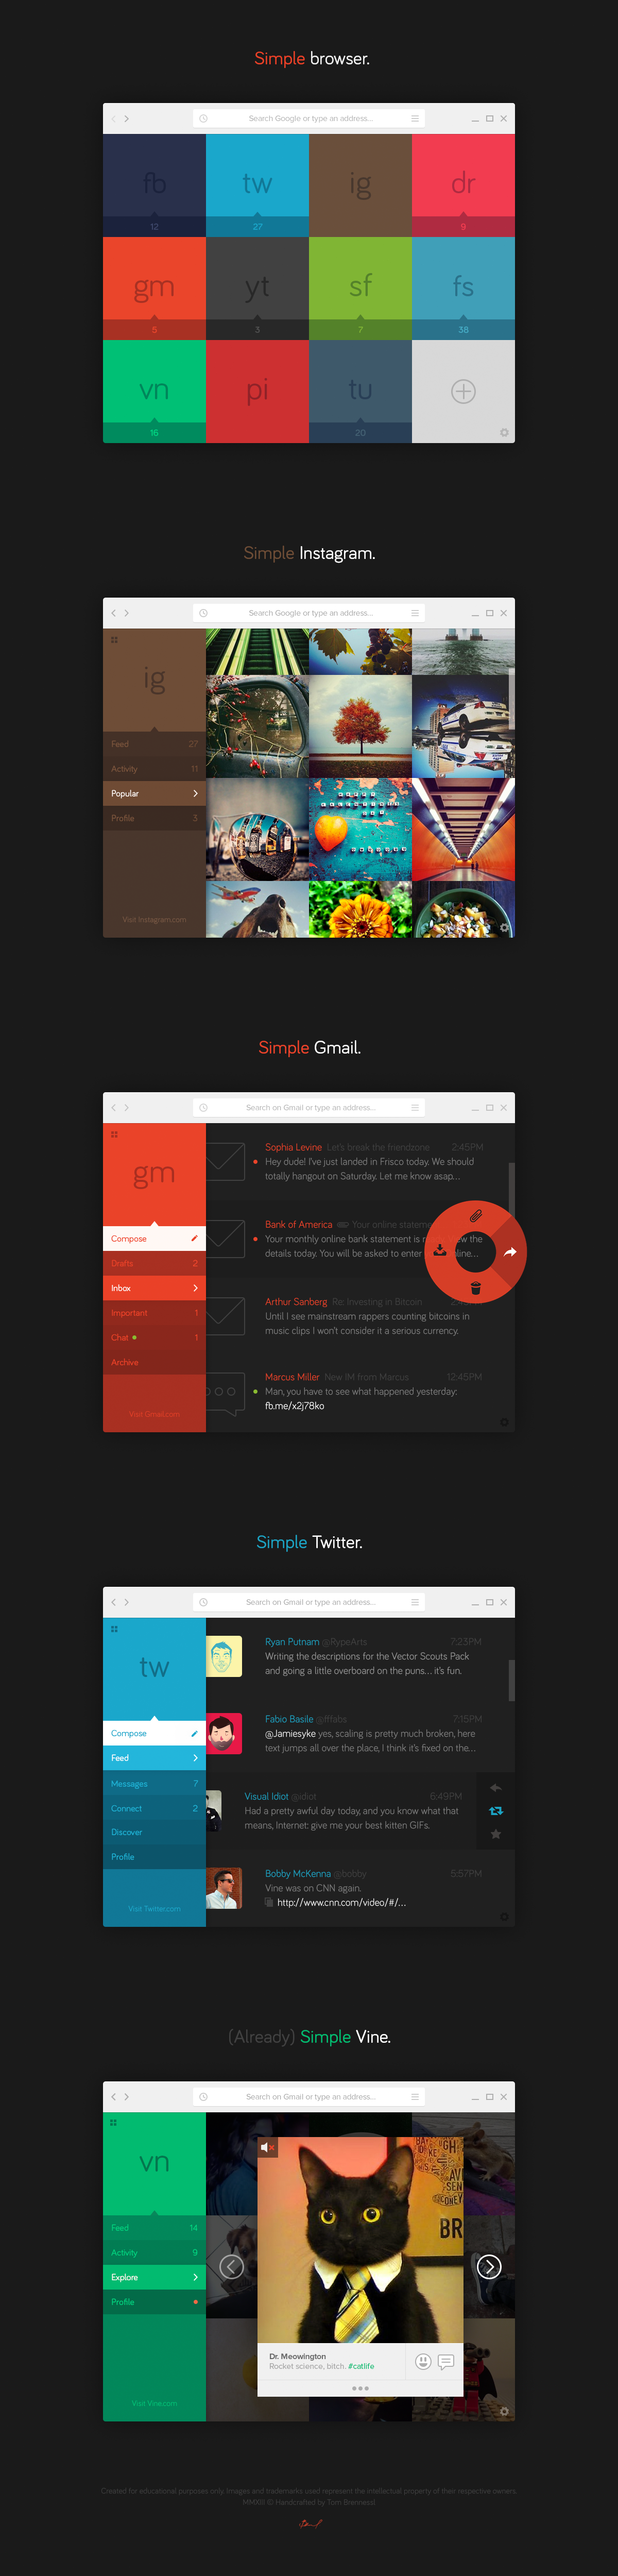 Simple browser.
Search Google or type an address...
fb
tw
ig
dr
12
27
9
gm
yt
sf
fs
5
3
7
38
vn
pi
tu
16
20
Simple Instagram.
Search Google or type an address...
ig
Feed 27
Activity 11
Popular
Profile 3
Visit Instagram.com
Simple Gmail.
Search on Gmail or type an address...
gm
Compose
Drafts 2
Inbox
Important 1
Chat 1
Archive
Visit Gmail.com
Sophia Levine Let's break the friendzone 2:45PM
Hey dude! I've just landed in Frisco today. We should
totally hangout on Saturday. Let me know asap...
Bank of America Your online stateme
Your monthly online bank statement is the
details today. You will be asked to enter line...
Arthur Sanberg Re: Investing in Bitcoin
Until I see mainstream rappers counting bitcoins in
music clips I won't consider it a serious currency.
Marcus Miller New IM from Marcus 12:45PM
Man, you have to see what happened yesterday:
fb.me/x2j78ko
Simple Twitter.
Search on Gmail or type an address...
tw
Compose
Feed
Messages 7
Connect 2
Discover
Profile
Visit Twitter.com
Ryan Putnam @RypeArts 7:23PM
Writing the descriptions for the Vector Scouts Pack
and going a little overboard on the puns... it's fun.
Fabio Basile @fftabs 7:15PM
@Jamiesyke yes, scaling is pretty much broken, here
text jumps all over the place, I think it's fixed on the...
Visual Idiot @idiot 6:49PM
Had a pretty awful day today, and you know what that
means, Internet: give me your best kitten GIFs.
Bobby McKenna @bobby 5:57PM
Vine was on CNN again.
http://www.cnn.com/video/#/...
(Already) Simple Vine.
Search on Gmail or type an address...
vn
Feed 14
Activity 9
Explore
Profile
Visit Vine.com
BR
Dr. Meowington
Rocket science, bitch. #catlife
Created for educational purposes only. Images and trademarks used represent the intellectual property of their respective owners.
MMXIII © Handcrafted by Tom Brennessl.